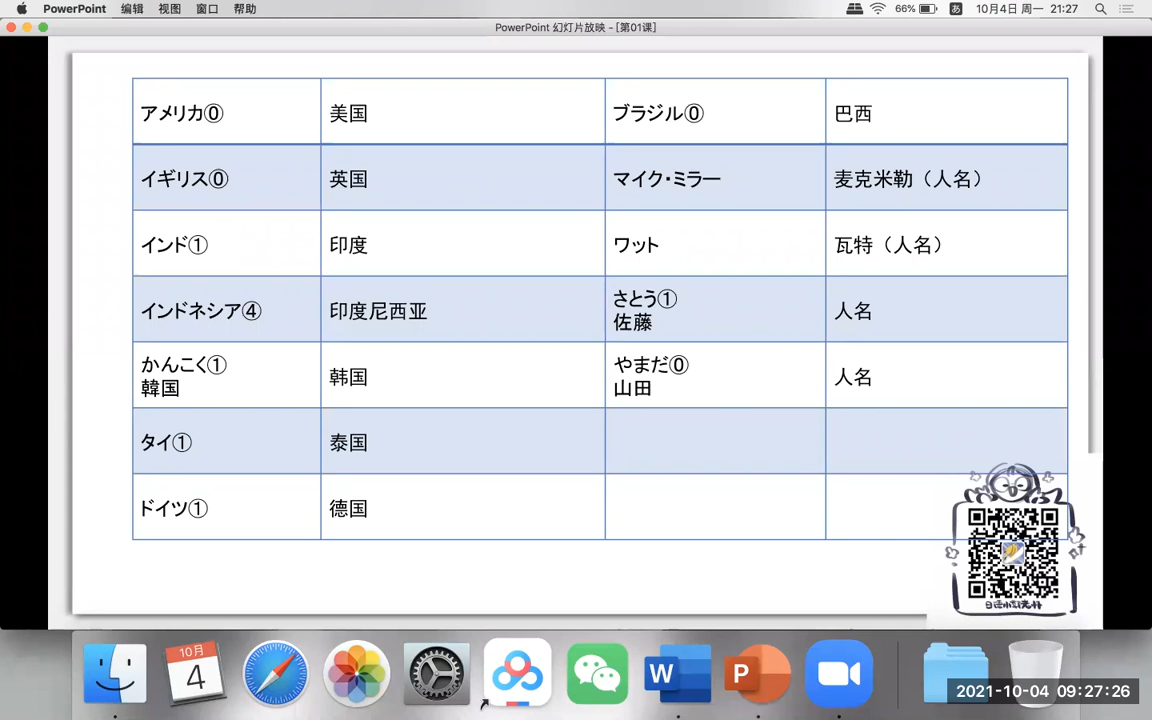 PowerPoint 编辑 视图 窗口 帮助 66% あ 10月4日 周一 21:27
PowerPoint 幻灯片放映 - [第01课]
アメリカ⓪ 美国 ブラジル⓪ 巴西
イギリス⓪ 英国 マイク・ミラー 麦克米勒（人名）
インド① 印度 ワット 瓦特（人名）
インドネシア④ 印度尼西亚 さとう① 人名
佐藤
かんこく① 韩国 やまだ⓪ 人名
韓国 山田
タイ① 泰国
ドイツ① 德国
10月
4
W
P
2021-10-04 09:27:26